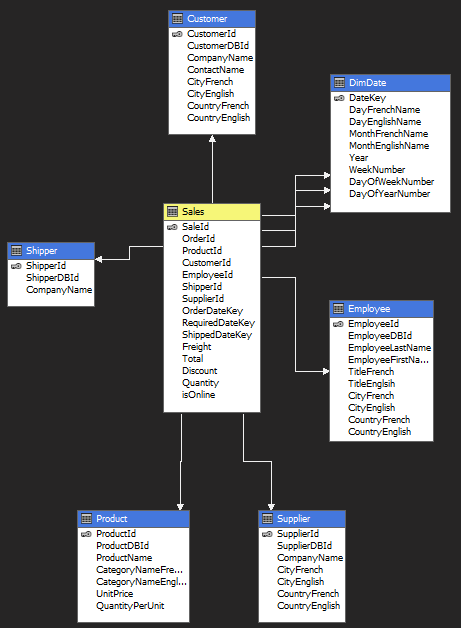 Customer
CustomerId
CustomerDBId
CompanyName
ContactName
CityFrench
CityEnglish
CountryFrench
CountryEnglish
DimDate
DateKey
DayFrenchName
DayEnglishName
MonthFrenchName
MonthEnglishName
Year
WeekNumber
DayOfWeekNumber
DayOfYearNumber
Sales
SaleId
OrderId
ProductId
CustomerId
EmployeeId
ShipperId
SupplierId
OrderDateKey
RequiredDateKey
ShippedDateKey
Freight
Total
Discount
Quantity
isOnline
Shipper
ShipperId
ShipperDBId
CompanyName
Employee
EmployeeId
EmployeeDBId
EmployeeLastName
EmployeeFirstNa...
TitleFrench
TitleEnglsih
CityFrench
CityEnglish
CountryFrench
CountryEnglish
Product
ProductId
ProductDBId
ProductName
CategoryNameFre...
CategoryNameEngl...
UnitPrice
QuantityPerUnit
Supplier
SupplierId
SupplierDBId
CompanyName
CityFrench
CityEnglish
CountryFrench
CountryEnglish